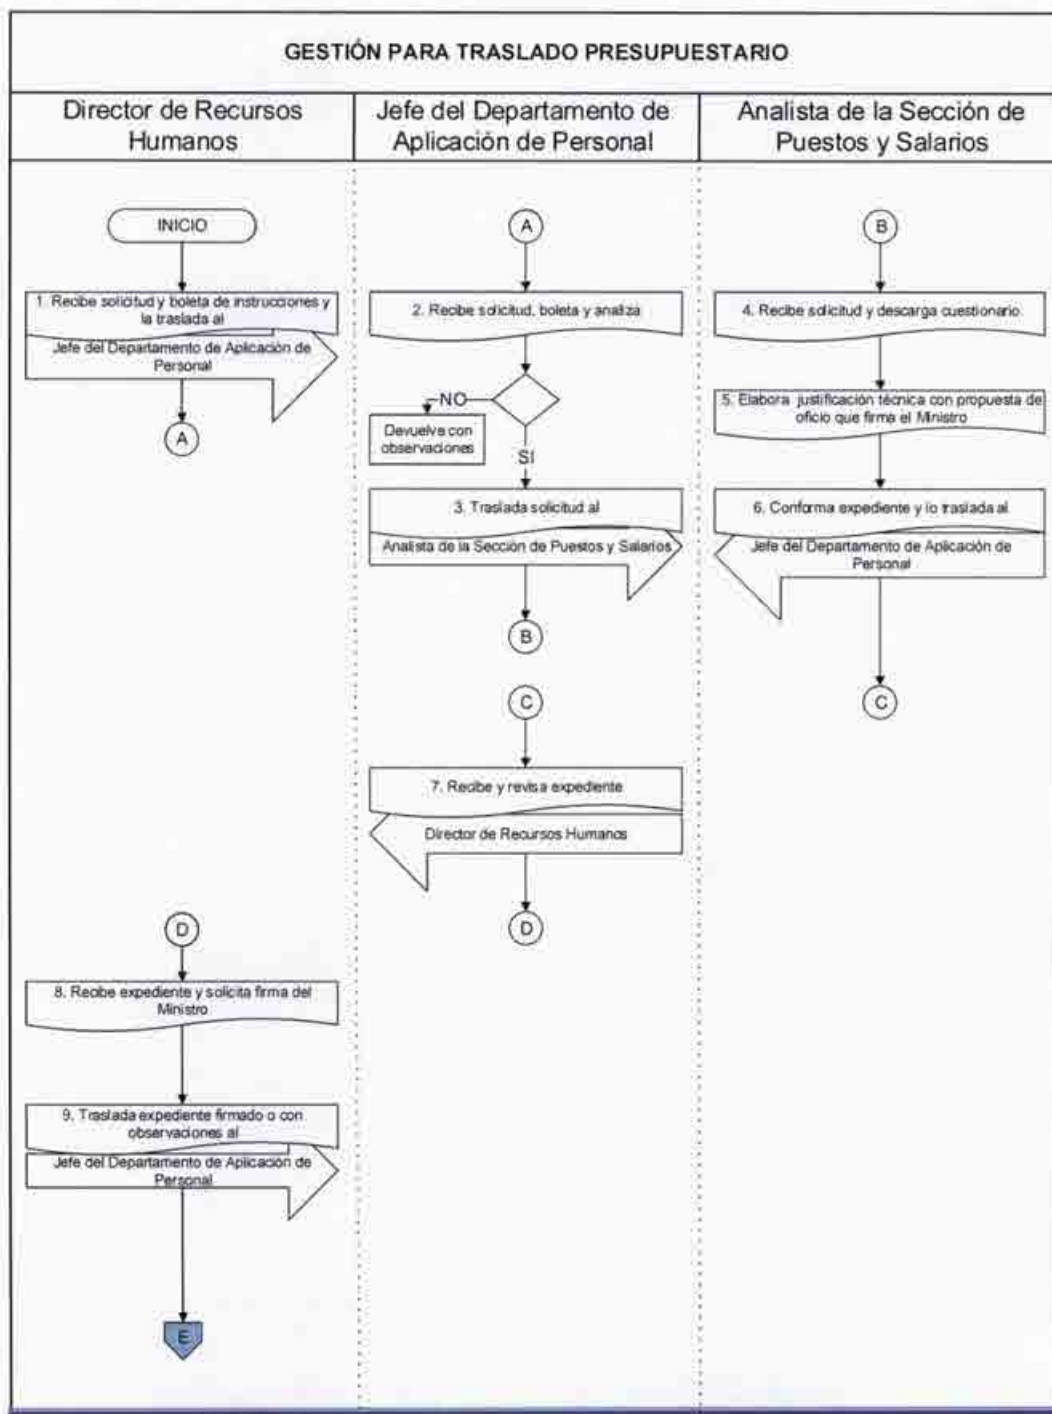 GESTIÓN PARA TRASLADO PRESUPUESTARIO
Director de Recursos
Humanos
Jefe del Departamento de
Aplicación de Personal
Analista de la Sección de
Puestos y Salarios
INICIO
1. Recibe solicitud y boleta de instrucciones y
la traslada al
Jefe del Departamento de Aplicación de
Personal
A
A
2. Recibe solicitud, boleta y analiza
NO
Devuelve con
observaciones
SI
3. Traslada solicitud al
Analista de la Sección de Puestos y Salarios
B
B
4. Recibe solicitud y descarga cuestionario.
5. Elabora justificación técnica con propuesta de
oficio que firma el Ministro
6. Conforma expediente y lo traslada al
Jefe del Departamento de Aplicación de
Personal
C
C
7. Recibe y revisa expediente
Director de Recursos Humanos
D
D
8. Recibe expediente y solicita firma del
Ministro
9. Traslada expediente firmado o con
observaciones al
Jefe del Departamento de Aplicación de
Personal
E